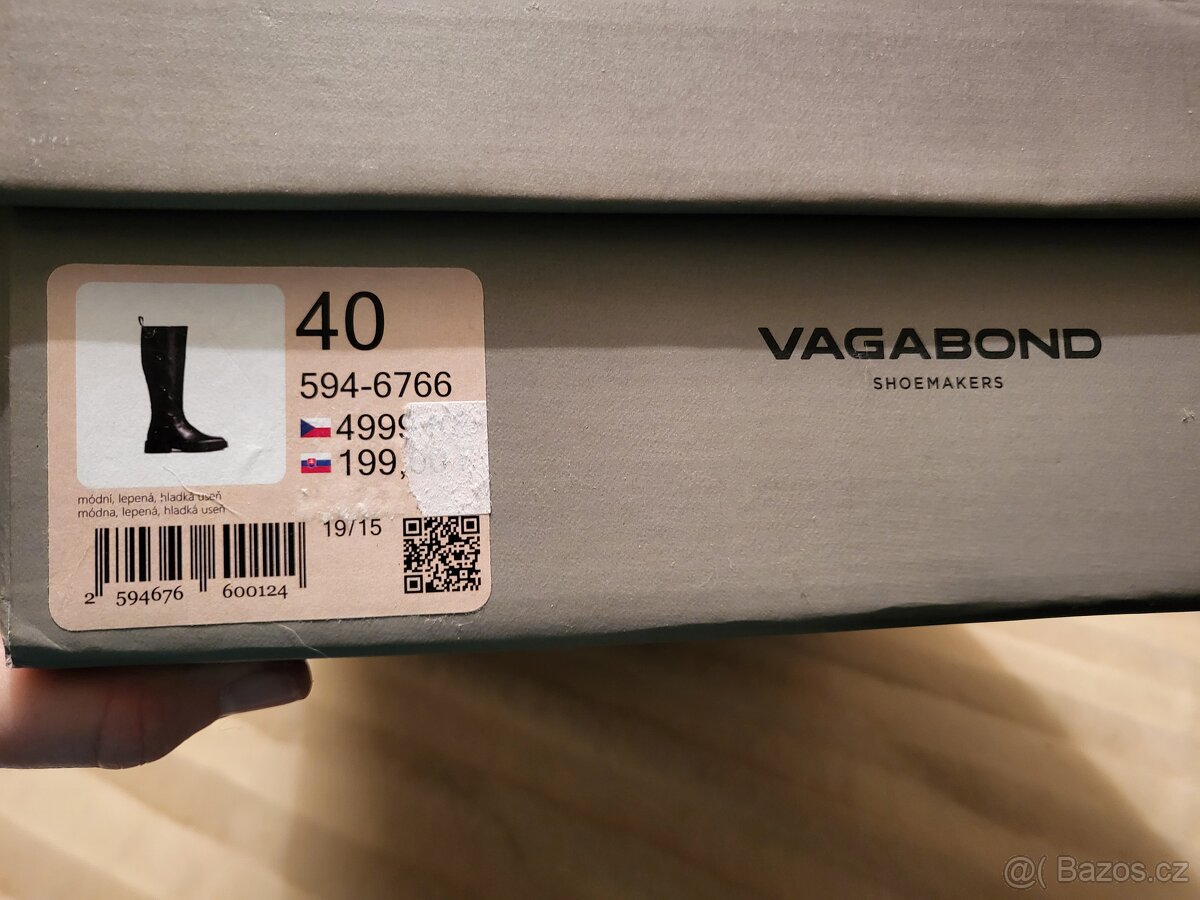 40
594-6766
4999
199,
módní, lepená, hladká useň
módna, lepená, hladká useň
19/15
2 594676 600124
VAGABOND
SHOEMAKERS
@( Bazos.cz